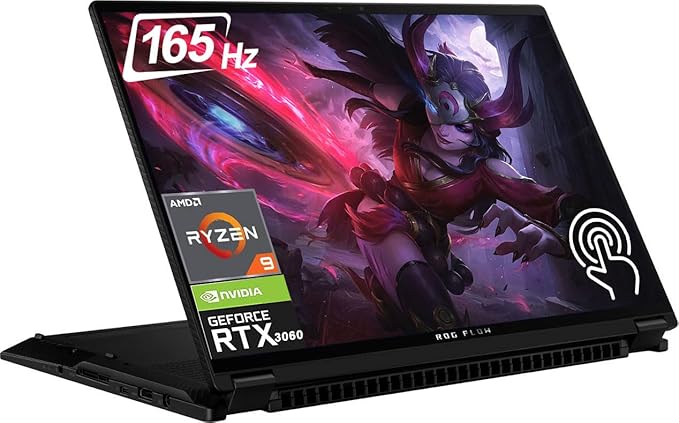 165 Hz
AMD
RYZEN
9
NVIDIA
GEFORCE
RTX 3060
ROG FLOW